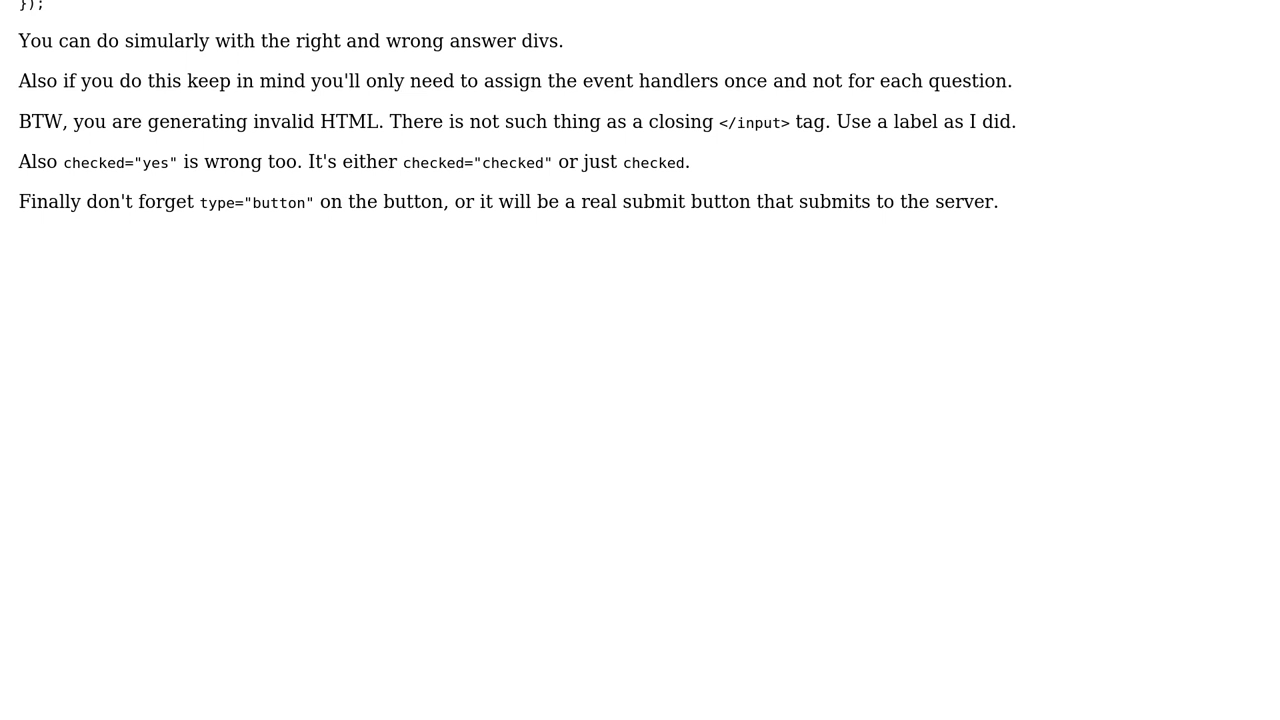 });
You can do simularly with the right and wrong answer divs.
Also if you do this keep in mind you'll only need to assign the event handlers once and not for each question.
BTW, you are generating invalid HTML. There is not such thing as a closing </input> tag. Use a label as I did.
Also checked="yes" is wrong too. It's either checked="checked" or just checked.
Finally don't forget type="button" on the button, or it will be a real submit button that submits to the server.